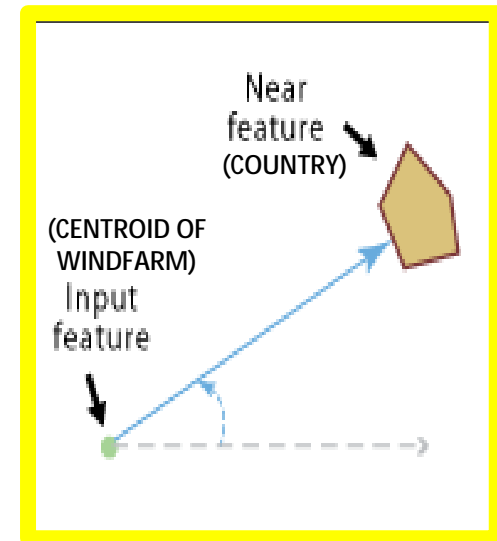 Near
feature
(COUNTRY)
(CENTROID OF
WINDFARM)
Input
feature